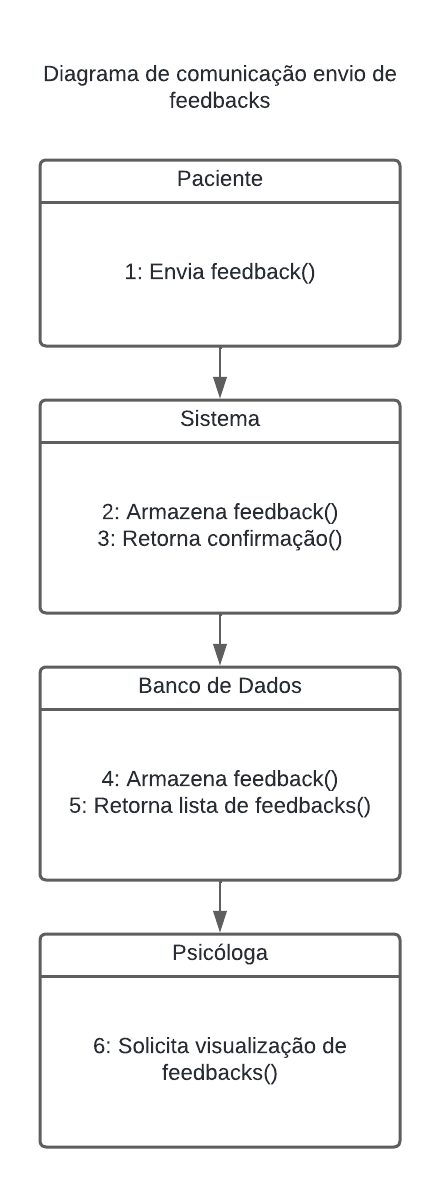 Diagrama de comunicação envio de
feedbacks
Paciente
1: Envia feedback()
Sistema
2: Armazena feedback()
3: Retorna confirmação()
Banco de Dados
4: Armazena feedback()
5: Retorna lista de feedbacks()
Psicóloga
6: Solicita visualização de
feedbacks()